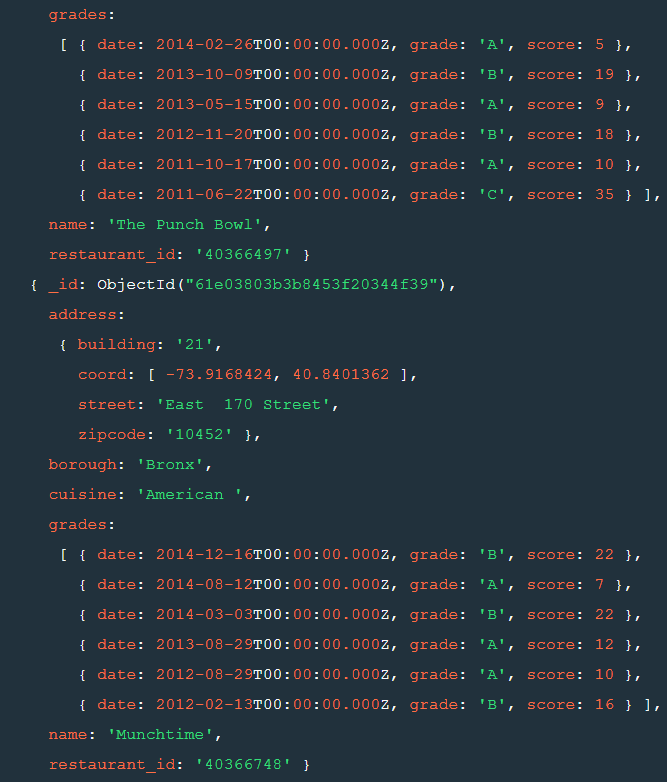 grades:
[ { date: 2014-02-26T00:00:00.000Z, grade: 'A', score: 5 },
{ date: 2013-10-09T00:00:00.000Z, grade: 'B', score: 19 },
{ date: 2013-05-15T00:00:00.000Z, grade: 'A', score: 9 },
{ date: 2012-11-20T00:00:00.000Z, grade: 'B', score: 18 },
{ date: 2011-10-17T00:00:00.000Z, grade: 'A', score: 10 },
{ date: 2011-06-22T00:00:00.000Z, grade: 'C', score: 35 } ],
name: 'The Punch Bowl',
restaurant_id: '40366497' }
{ _id: ObjectId("61e03803b3b8453f20344f39"),
address:
{ building: '21',
coord: [ -73.9168424, 40.8401362 ],
street: 'East  170 Street',
zipcode: '10452' },
borough: 'Bronx',
cuisine: 'American ',
grades:
[ { date: 2014-12-16T00:00:00.000Z, grade: 'B', score: 22 },
{ date: 2014-08-12T00:00:00.000Z, grade: 'A', score: 7 },
{ date: 2014-03-03T00:00:00.000Z, grade: 'B', score: 22 },
{ date: 2013-08-29T00:00:00.000Z, grade: 'A', score: 12 },
{ date: 2012-08-29T00:00:00.000Z, grade: 'A', score: 10 },
{ date: 2012-02-13T00:00:00.000Z, grade: 'B', score: 16 } ],
name: 'Munchtime',
restaurant_id: '40366748' }